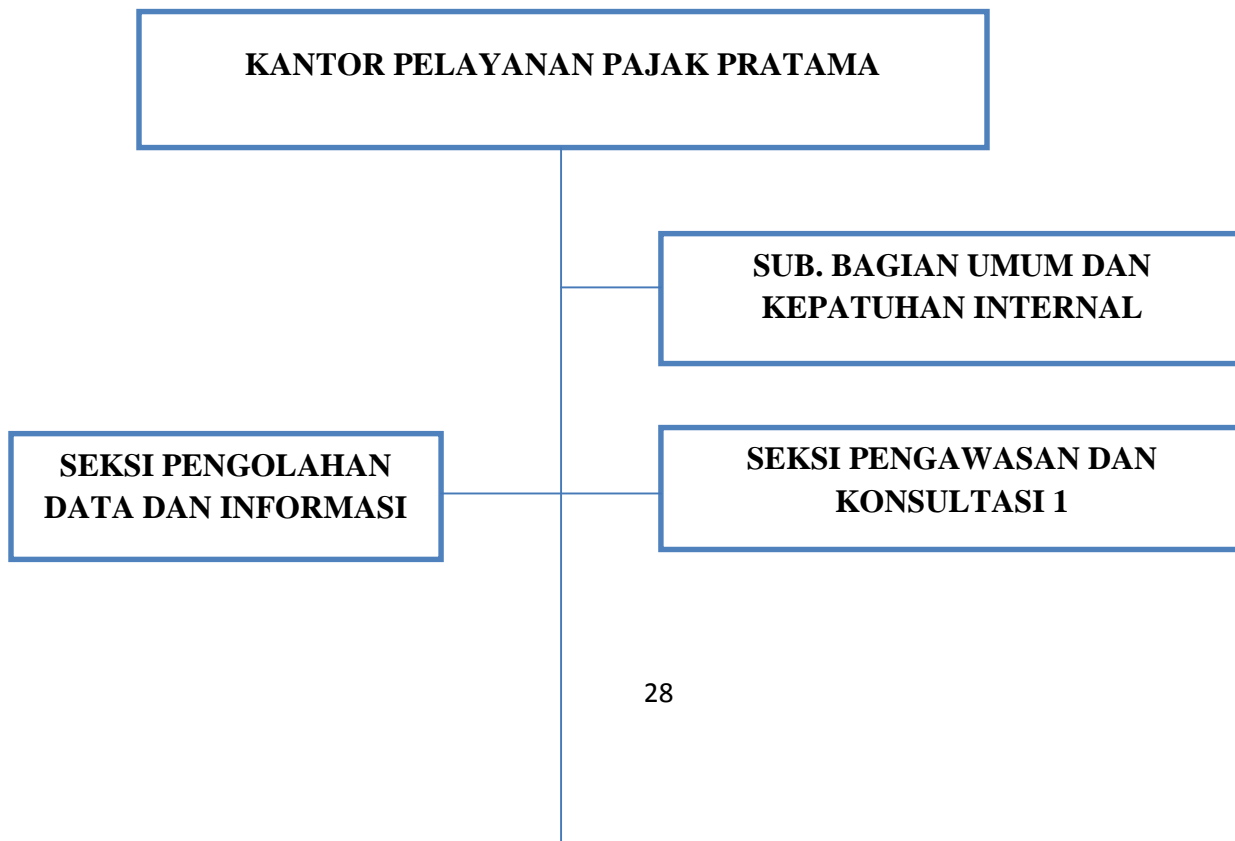 KANTOR PELAYANAN PAJAK PRATAMA
SUB. BAGIAN UMUM DAN
KEPATUHAN INTERNAL
SEKSI PENGOLAHAN
DATA DAN INFORMASI
SEKSI PENGAWASAN DAN
KONSULTASI 1
28